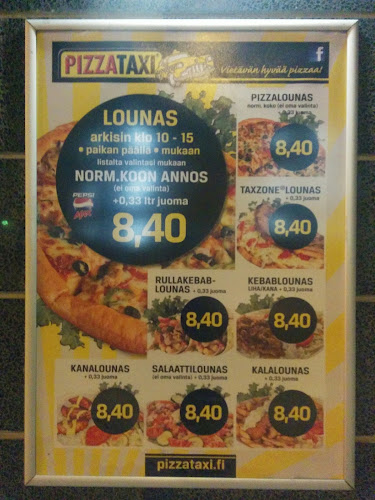 PIZZATAXI
Vietävän hyvää pizzaa!
f
LOUNAS
arkisin klo 10 - 15
• paikan päällä • mukaan
listalta valintasi mukaan
NORM.KOON ANNOS
(ei oma valinta)
+0,33 ltr juoma
8,40
PEPSI
Max
PIZZALOUNAS
norm. koko (ei oma valinta)
+ 0,33 juoma
8,40
TAXZONE®LOUNAS
+ 0,33 juoma
8,40
RULLAKEBAB-
LOUNAS + 0,33 juoma
8,40
KEBABLOUNAS
LIHA/KANA + 0,33 juoma
8,40
KANALOUNAS
+ 0,33 juoma
8,40
SALAATTILOUNAS
(ei oma valinta) + 0,33 juoma
8,40
KALALOUNAS
+ 0,33 juoma
8,40
pizzataxi.fi